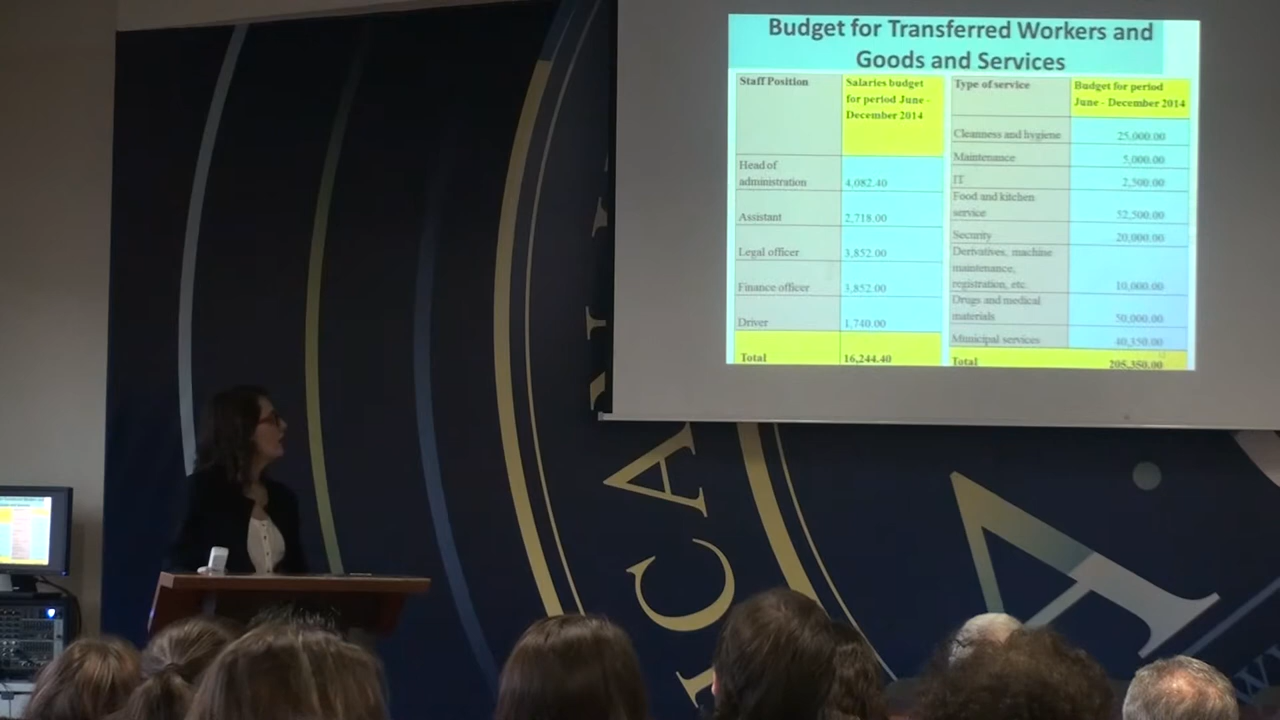 Budget for Transferred Workers and
Goods and Services
Staff Position
Salaries budget
for period June -
December 2014
Head of
administration
4,082.40
Assistant
2,718.00
Legal officer
3,852.00
Finance officer
3,852.00
Driver
1,740.00
Total
16,244.40
Type of service
Budget for period
June - December 2014
Cleanness and hygiene
25,000.00
Maintenance
5,000.00
IT
2,500.00
Food and kitchen
service
52,500.00
Security
20,000.00
Derivatives, machine
maintenance,
registration, etc.
10,000.00
Drugs and medical
materials
50,000.00
Municipal services
40,350.00
Total
205,350.00
ICA
A